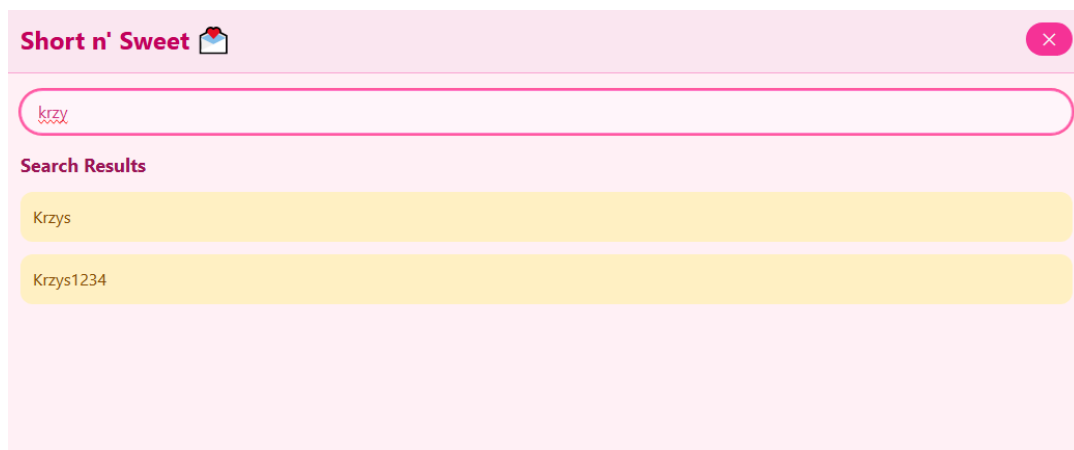 Short n' Sweet 💌
krzy
Search Results
Krzys
Krzys1234